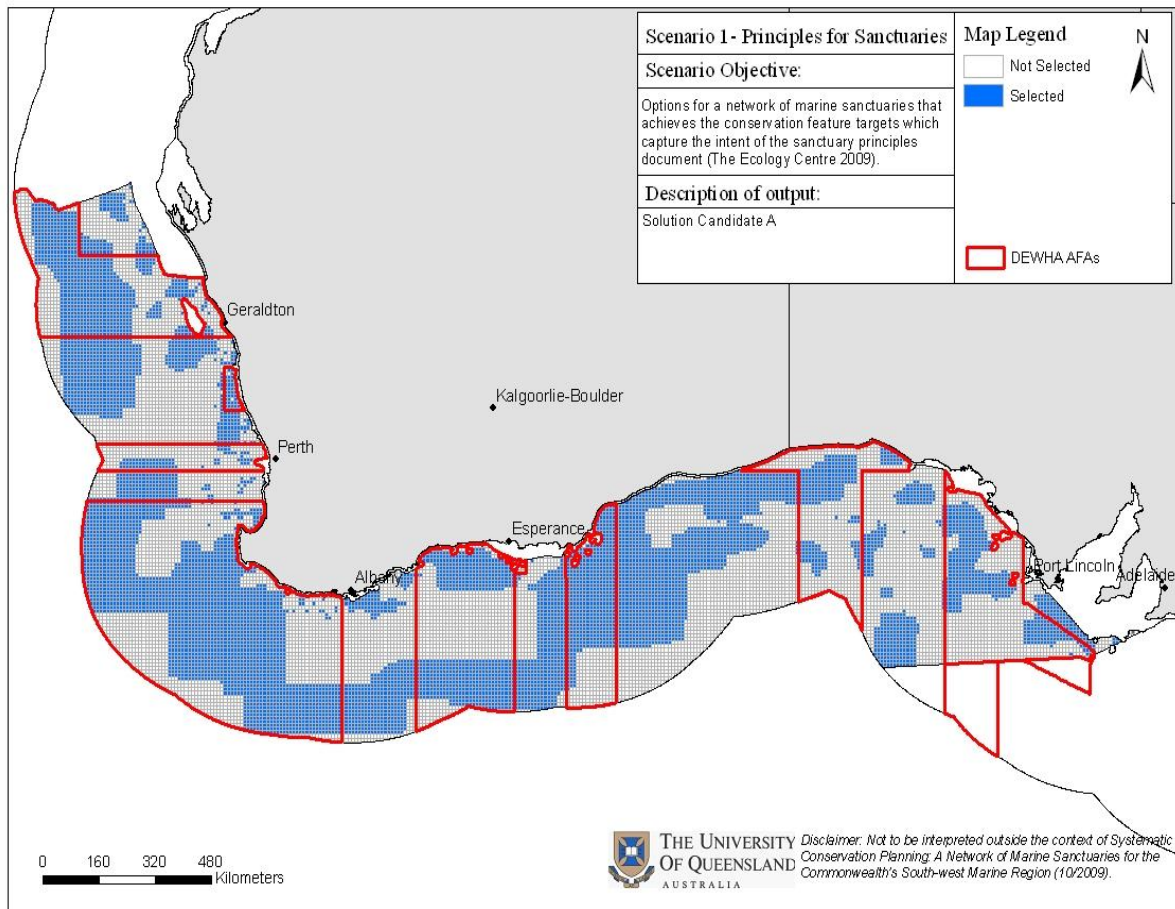 Scenario 1- Principles for Sanctuaries
Scenario Objective:
Options for a network of marine sanctuaries that
achieves the conservation feature targets which
capture the intent of the sanctuary principles
document (The Ecology Centre 2009).
Description of output:
Solution Candidate A
Map Legend
Not Selected
Selected
DEWHA AFAs
N
Geraldton
Kalgoorlie-Boulder
Perth
Esperance
Albany
Port Lincoln
Adelaide
0 160 320 480
Kilometers
THE UNIVERSITY
OF QUEENSLAND
AUSTRALIA
Disclaimer: Not to be interpreted outside the context of Systematic
Conservation Planning: A Network of Marine Sanctuaries for the
Commonwealth's South-west Marine Region (10/2009).